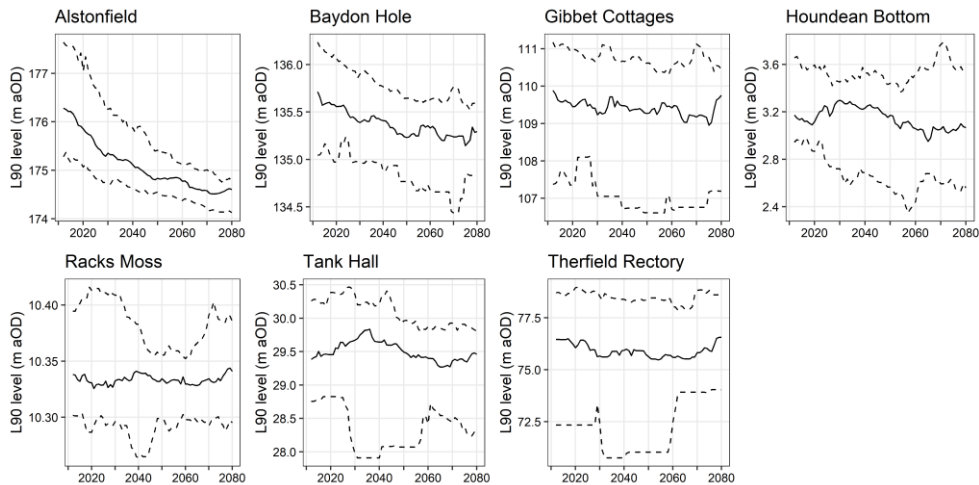 Alstonfield
L90 level (m aOD)
177
176
175
174
2020 2040 2060 2080
Baydon Hole
L90 level (m aOD)
136.0
135.5
135.0
134.5
2020 2040 2060 2080
Gibbet Cottages
L90 level (m aOD)
111
110
109
108
107
2020 2040 2060 2080
Houndean Bottom
L90 level (m aOD)
3.6
3.2
2.8
2.4
2020 2040 2060 2080
Racks Moss
L90 level (m aOD)
10.40
10.35
10.30
2020 2040 2060 2080
Tank Hall
L90 level (m aOD)
30.5
30.0
29.5
29.0
28.5
28.0
2020 2040 2060 2080
Therfield Rectory
L90 level (m aOD)
77.5
75.0
72.5
2020 2040 2060 2080